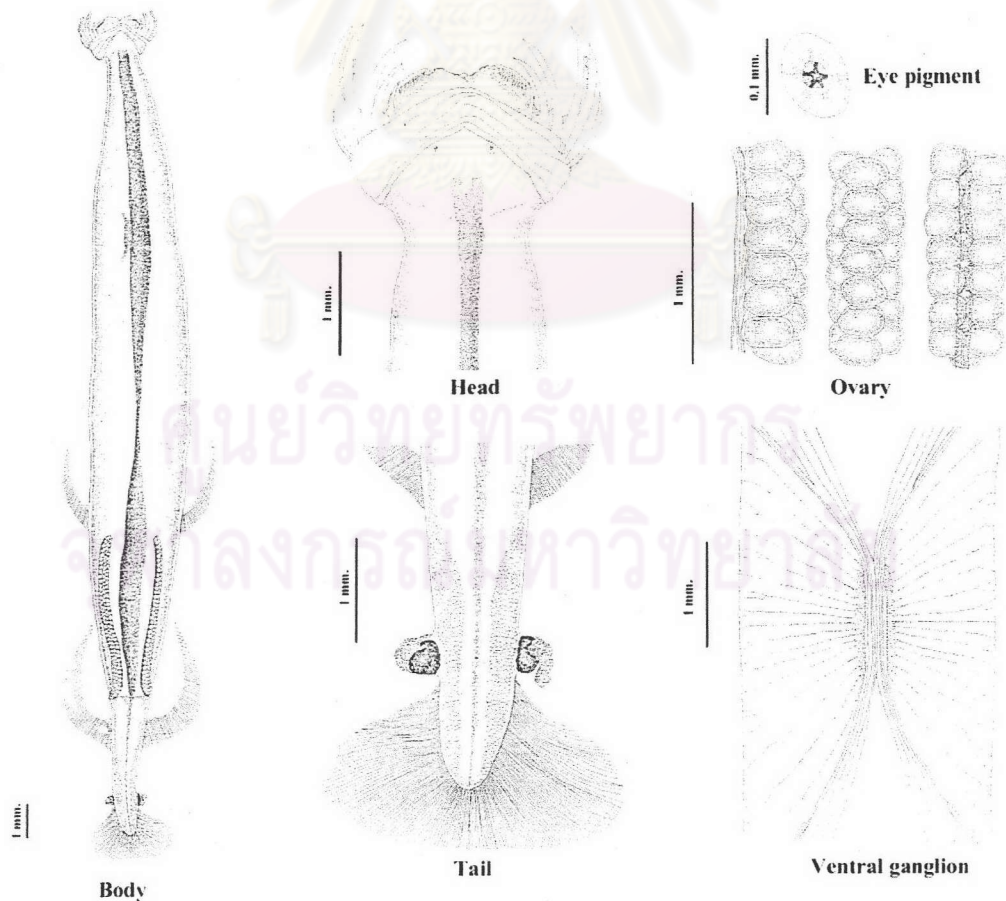 0.1 mm.
Eye pigment
1 mm.
1 mm.
Head
Ovary
ศูนย์วิทยทรัพยากร
จุฬาลงกรณ์มหาวิทยาลัย
1 mm.
1 mm.
1 mm.
Body
Tail
Ventral ganglion